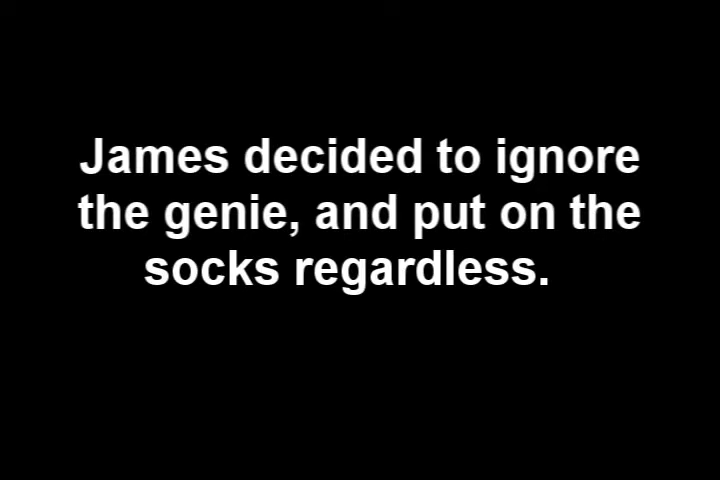 James decided to ignore
the genie, and put on the
socks regardless.